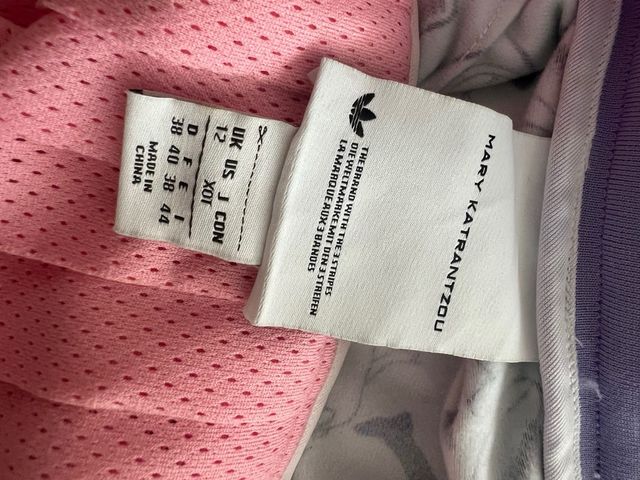 MARY KATRANTZOU
THE BRAND WITH THE 3 STRIPES
DIE WELTMARKE MIT DEN 3 STREIFEN
LA MARQUE AUX 3 BANDES
UK US J CON
12 XOT
D F E I
38 40 38 44
MADE IN
CHINA